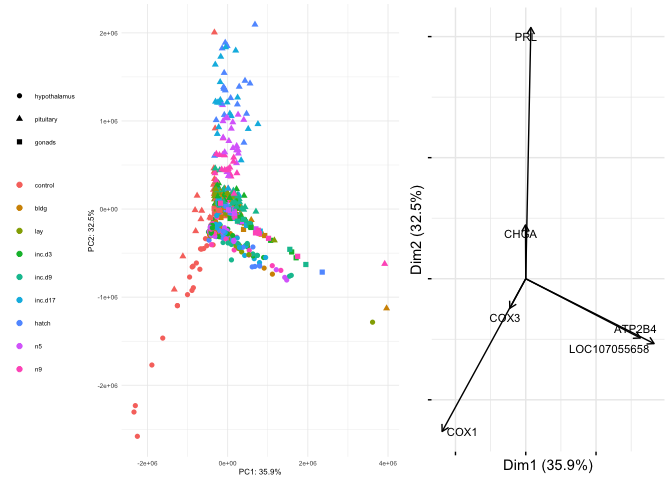 hypothalamus
pituitary
gonads
control
bldg
lay
inc.d3
inc.d9
inc.d17
hatch
n5
n9
PC2: 32.5%
2e+06
1e+06
0e+00
-1e+06
-2e+06
-2e+06
0e+00
2e+06
4e+06
PC1: 35.9%
Dim2 (32.5%)
PRL
CHGA
COX3
ATP2B4
LOC107055658
COX1
Dim1 (35.9%)